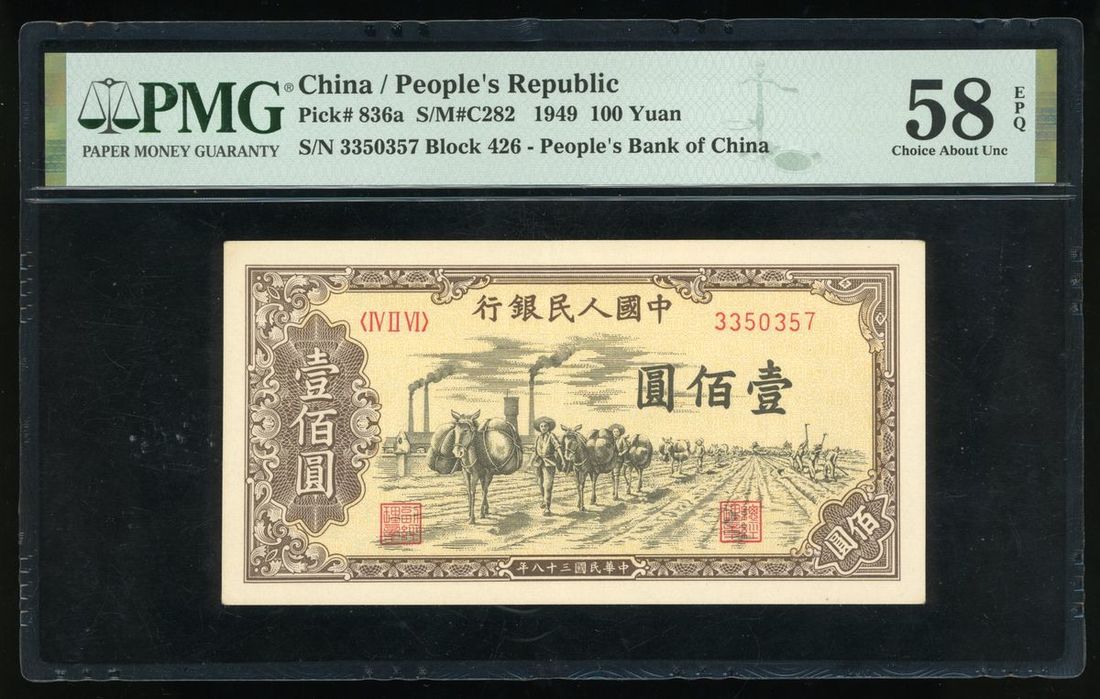 PMG®
PAPER MONEY GUARANTY
China / People's Republic
Pick# 836a S/M#C282 1949 100 Yuan
S/N 3350357 Block 426 - People's Bank of China
58
EPQ
Choice About Unc
中國人民銀行
〈IV II VI〉
3350357
壹佰圓
壹佰圓
佰圓
中華民國三十八年